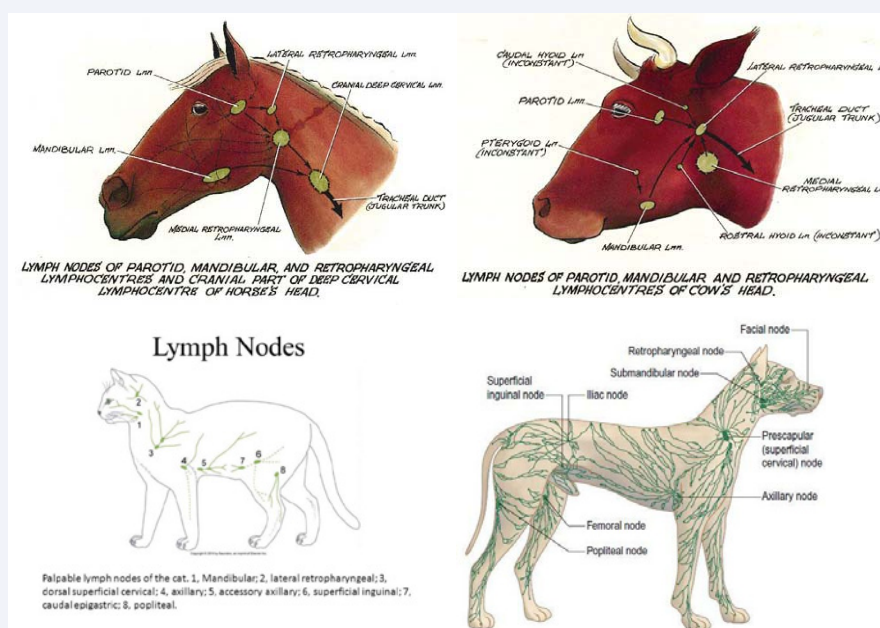 LATERAL RETROPHARYNGEAL Lnn.
PAROTID Lnn.
CRANIAL DEEP CERVICAL Lnn.
MANDIBULAR Lnn.
TRACHEAL DUCT
(JUGULAR TRUNK)
MEDIAL RETROPHARYNGEAL
Lnn.
LYMPH NODES OF PAROTID, MANDIBULAR, AND RETROPHARYNGEAL
LYMPHOCENTRES AND CRANIAL PART OF DEEP CERVICAL
LYMPHOCENTRE OF HORSE'S HEAD.
CAUDAL HYOID Ln
(INCONSTANT)
LATERAL RETROPHARYNGEAL L
PAROTID Lnn.
TRACHEAL DUCT
(JUGULAR TRUNK)
PTERYGOID Ln
(INCONSTANT)
MEDIAL
RETROPHARYNGEAL L
ROSTRAL HYOID Ln (INCONSTANT)
MANDIBULAR Lnn.
LYMPH NODES OF PAROTID, MANDIBULAR AND RETROPHARYNGEAL
LYMPHOCENTRES OF COW'S HEAD.
Lymph Nodes
2
1
3
4
5
7
6
8
Palpable lymph nodes of the cat. 1, Mandibular; 2, lateral retropharyngeal; 3,
dorsal superficial cervical; 4, axillary; 5, accessory axillary; 6, superficial inguinal; 7,
caudal epigastric; 8, popliteal.
Facial node
Retropharyngeal node
Submandibular node
Superficial
inguinal node
Iliac node
Prescapular
(superficial
cervical) node
Axillary node
Femoral node
Popliteal node